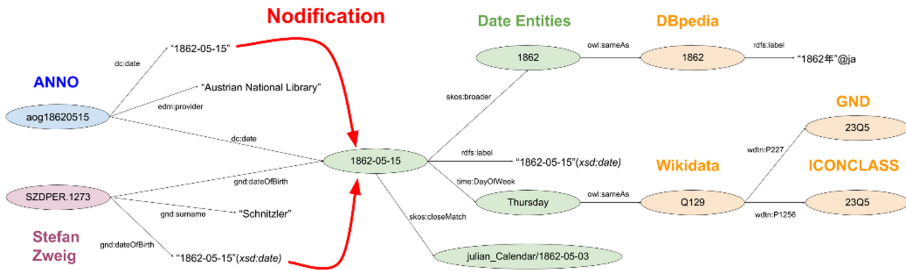 Nodification
Date Entities
DBpedia
"1862-05-15"
1862
owl:sameAs
1862
rdfs:label
"1862年"@ja
dc:date
ANNO
"Austrian National Library"
edm:provider
skos:broader
GND
aog18620515
dc:date
23Q5
1862-05-15
rdfs:label
"1862-05-15"(xsd:date)
wdtn:P227
gnd:dateOfBirth
time:DayOfWeek
Wikidata
ICONCLASS
SZDPER.1273
Thursday
owl:sameAs
Q129
23Q5
wdtn:P1256
gnd:surname
"Schnitzler"
skos:closeMatch
Stefan
Zweig
gnd:dateOfBirth
"1862-05-15"(xsd:date)
julian_Calendar/1862-05-03